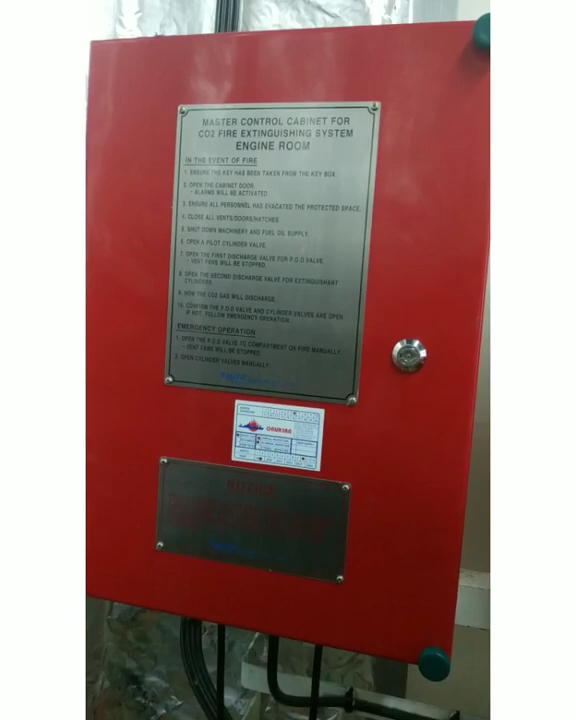 MASTER CONTROL CABINET FOR
CO2 FIRE EXTINGUISHING SYSTEM
ENGINE ROOM
IN THE EVENT OF FIRE
1. ENSURE THE KEY HAS BEEN TAKEN FROM THE KEY BOX.
2. OPEN THE CABINET DOOR.
- ALARMS WILL BE ACTIVATED.
3. ENSURE ALL PERSONNEL HAS EVACATED THE PROTECTED SPACE.
4. CLOSE ALL VENTS/DOORS/HATCHES.
5. SHUT DOWN MACHINERY AND FUEL OIL SUPPLY.
6. OPEN A PILOT CYLINDER VALVE.
7. OPEN THE FIRST DISCHARGE VALVE FOR P.O.D VALVE.
- VENT FANS WILL BE STOPPED.
8. OPEN THE SECOND DISCHARGE VALVE FOR EXTINGUISHANT
CYLINDERS.
9. NOW THE CO2 GAS WILL DISCHARGE.
10. CONFIRM THE P.O.D VALVE AND CYLINDER VALVES ARE OPEN
IF NOT, FOLLOW EMERGENCY OPERATION.
EMERGENCY OPERATION
1. OPEN THE P.O.D VALVE TO COMPARTMENT ON FIRE MANUALLY.
- VENT FANS WILL BE STOPPED.
2. OPEN CYLINDER VALVES MANUALLY.
NOTICE